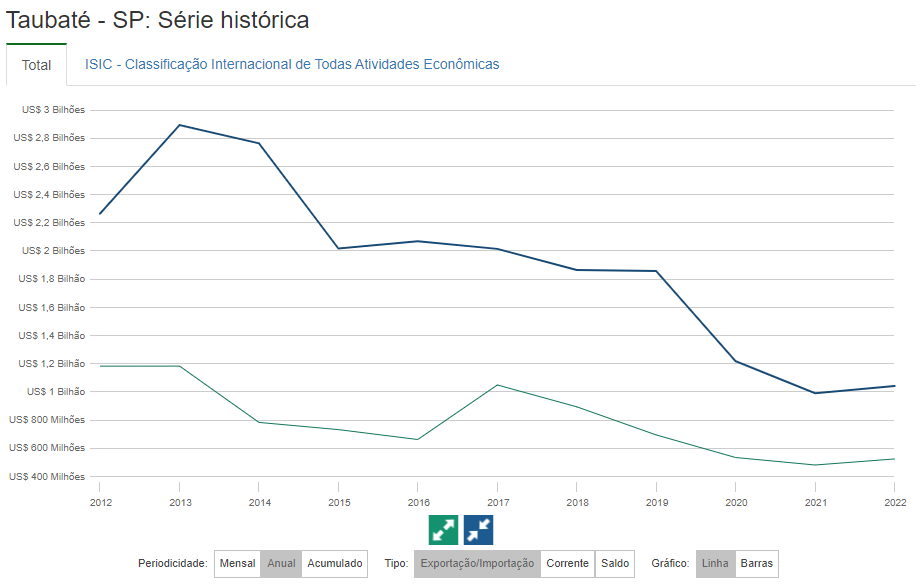 Taubaté - SP: Série histórica
Total ISIC - Classificação Internacional de Todas Atividades Econômicas
US$ 3 Bilhões
US$ 2,8 Bilhões
US$ 2,6 Bilhões
US$ 2,4 Bilhões
US$ 2,2 Bilhões
US$ 2 Bilhões
US$ 1,8 Bilhão
US$ 1,6 Bilhão
US$ 1,4 Bilhão
US$ 1,2 Bilhão
US$ 1 Bilhão
US$ 800 Milhões
US$ 600 Milhões
US$ 400 Milhões
2012 2013 2014 2015 2016 2017 2018 2019 2020 2021 2022
Periodicidade: Mensal Anual Acumulado Tipo: Exportação/Importação Corrente Saldo Gráfico: Linha Barras